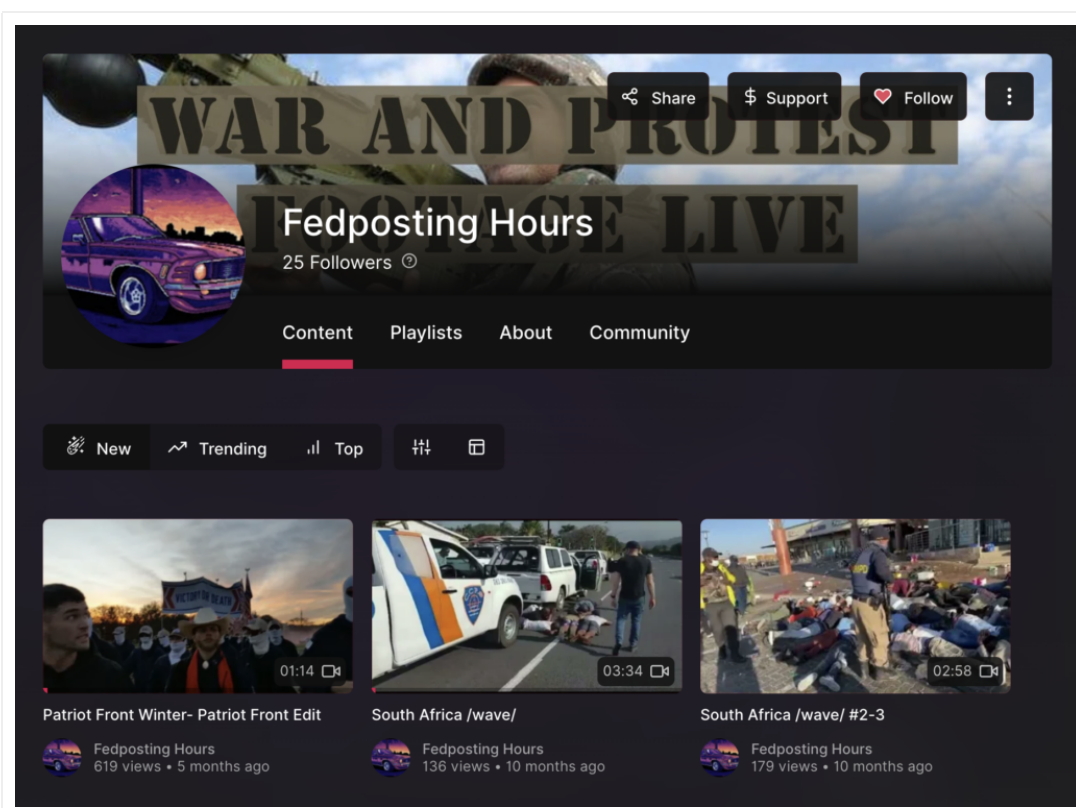 WAR AND PROTEST
Share
Support
Follow
FOOTAGE LIVE
Fedposting Hours
25 Followers
Content Playlists About Community
New Trending Top
VICTORY OR DEATH
01:14
03:34
02:58
Patriot Front Winter- Patriot Front Edit
South Africa /wave/
South Africa /wave/ #2-3
Fedposting Hours
619 views • 5 months ago
Fedposting Hours
136 views • 10 months ago
Fedposting Hours
179 views • 10 months ago